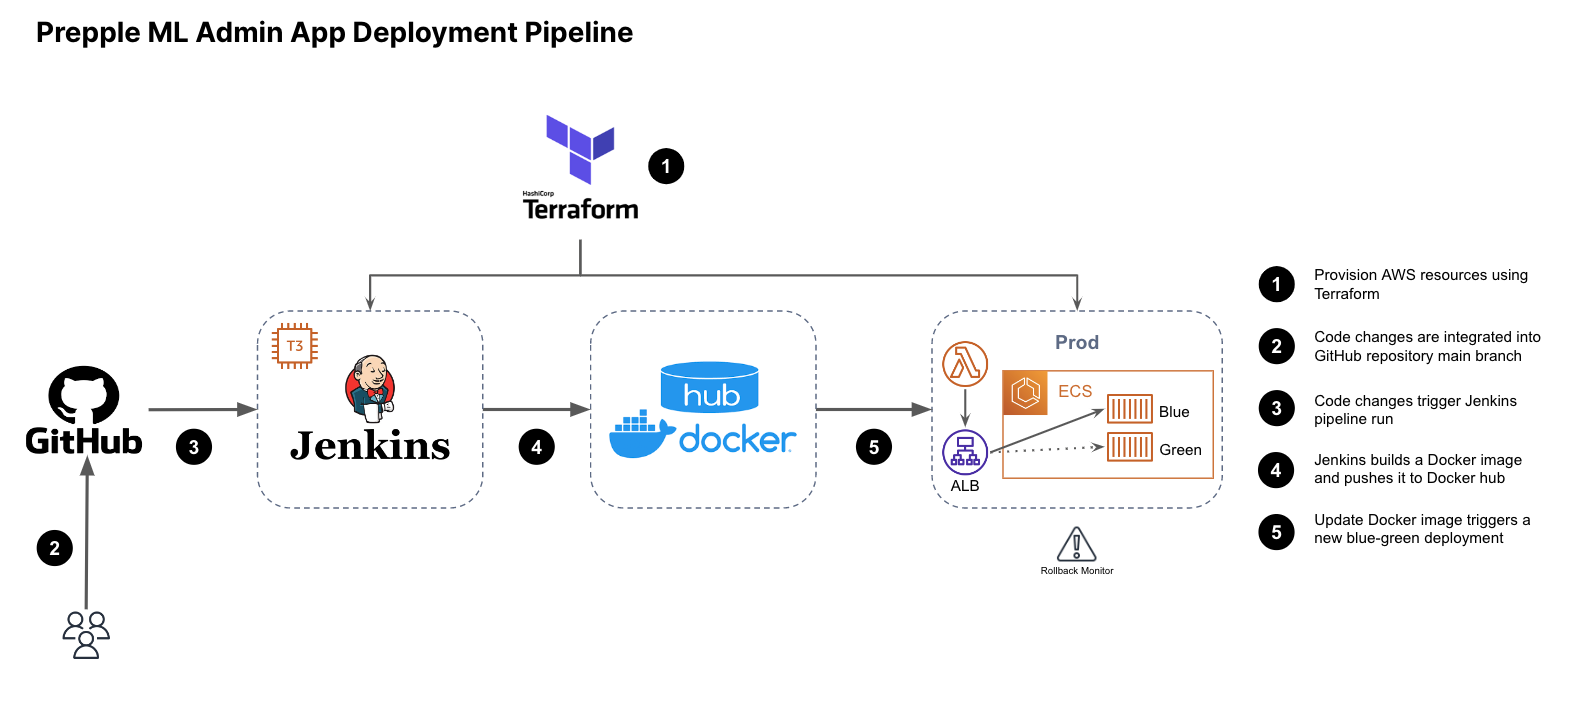 Prepple ML Admin App Deployment Pipeline
1
HashiCorp
Terraform
T3
Jenkins
hub
docker
Prod
ECS
Blue
Green
ALB
GitHub
3
4
5
2
Rollback Monitor
1
Provision AWS resources using
Terraform
2
Code changes are integrated into
GitHub repository main branch
3
Code changes trigger Jenkins
pipeline run
4
Jenkins builds a Docker image
and pushes it to Docker hub
5
Update Docker image triggers a
new blue-green deployment